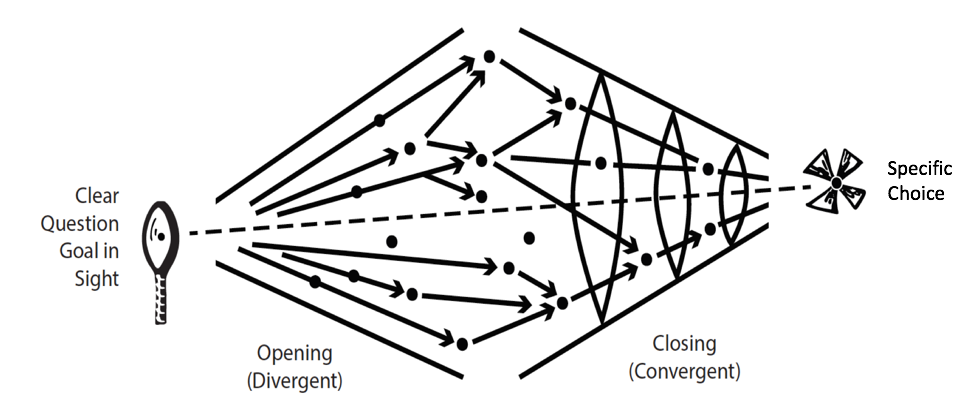 Clear
Question
Goal in
Sight
Opening
(Divergent)
Closing
(Convergent)
Specific
Choice